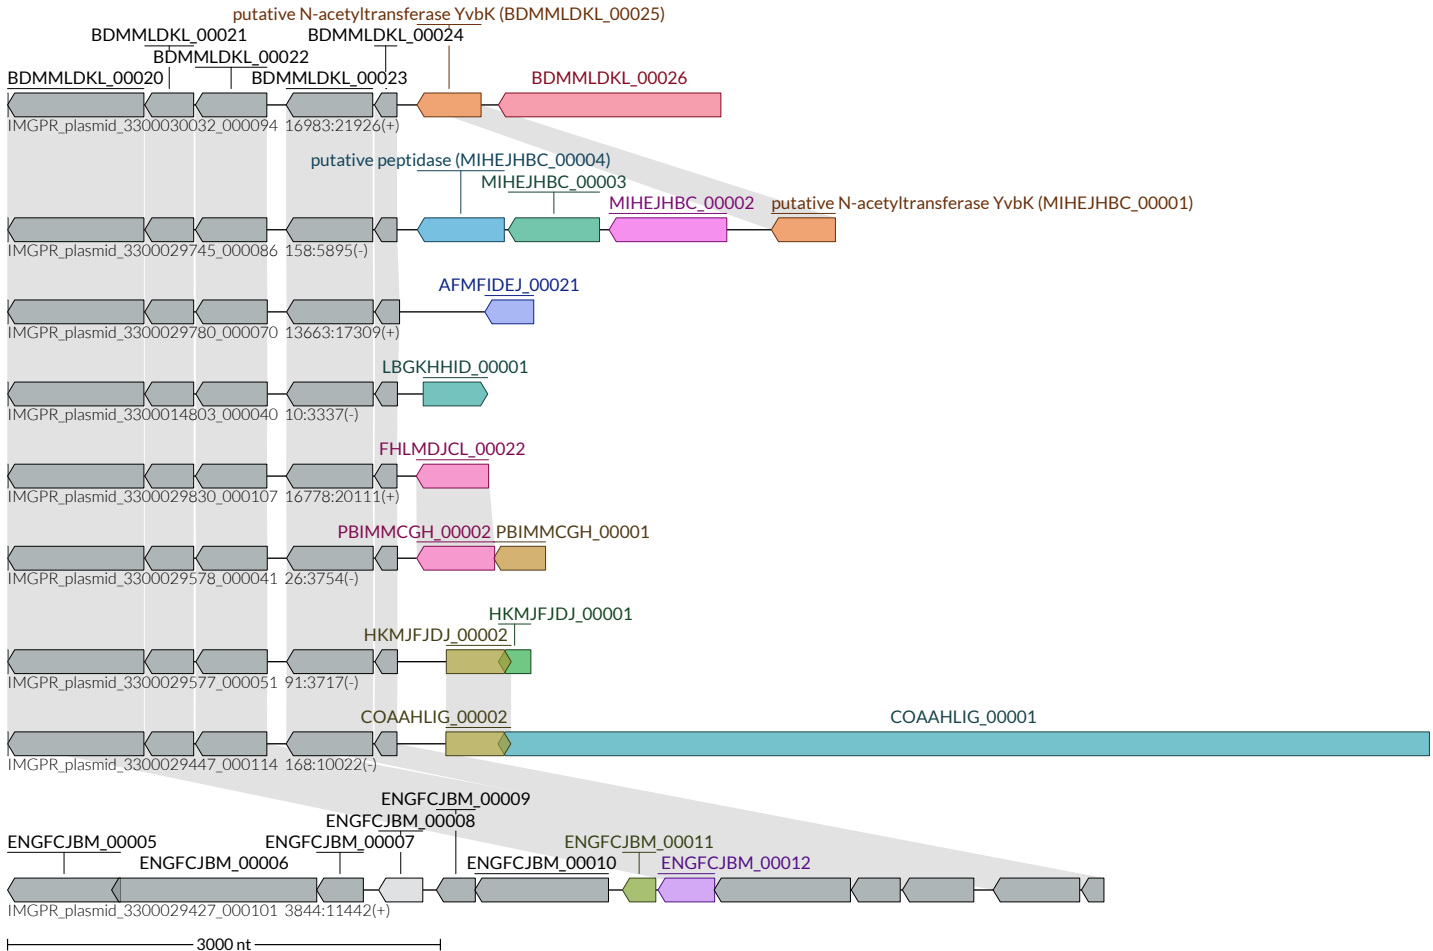 putative N-acetyltransferase YvbK (BDMMLDKL_00025)
BDMMLDKL_00021 BDMMLDKL_00024
BDMMLDKL_00022
BDMMLDKL_00020 BDMMLDKL_00023 BDMMLDKL_00026
IMGPR_plasmid_3300030032_000094 16983:21926(+)
putative peptidase (MIHEJHBC_00004)
MIHEJHBC_00003
MIHEJHBC_00002 putative N-acetyltransferase YvbK (MIHEJHBC_00001)
IMGPR_plasmid_3300029745_000086 158:5895(-)
AFMFIDEJ_00021
IMGPR_plasmid_3300029780_000070 13663:17309(+)
LBGKHHID_00001
IMGPR_plasmid_3300014803_000040 10:3337(-)
FHLMDJCL_00022
IMGPR_plasmid_3300029830_000107 16778:20111(+)
PBIMMCGH_00002 PBIMMCGH_00001
IMGPR_plasmid_3300029578_000041 26:3754(-)
HKMJFJDJ_00001
HKMJFJDJ_00002
IMGPR_plasmid_3300029577_000051 91:3717(-)
COAAHLIG_00002 COAAHLIG_00001
IMGPR_plasmid_3300029447_000114 168:10022(-)
ENGFCJBM_00009
ENGFCJBM_00008
ENGFCJBM_00005 ENGFCJBM_00007 ENGFCJBM_00011
ENGFCJBM_00006 ENGFCJBM_00010 ENGFCJBM_00012
IMGPR_plasmid_3300029427_000101 3844:11442(+)
3000 nt